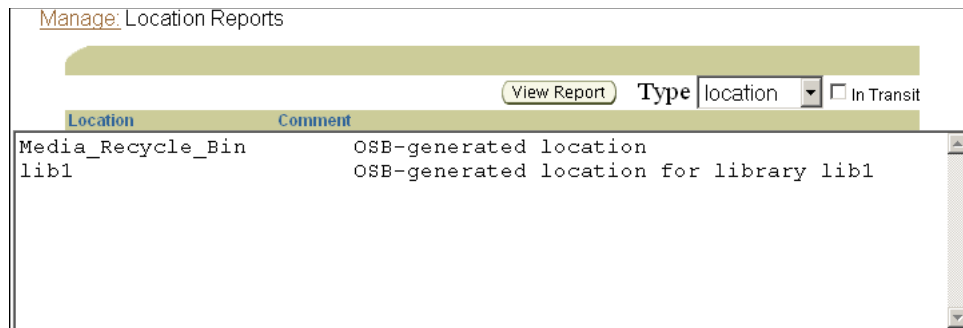 Manage: Location Reports
View Report Type location In Transit
Location Comment
Media_Recycle_Bin OSB-generated location
lib1 OSB-generated location for library lib1